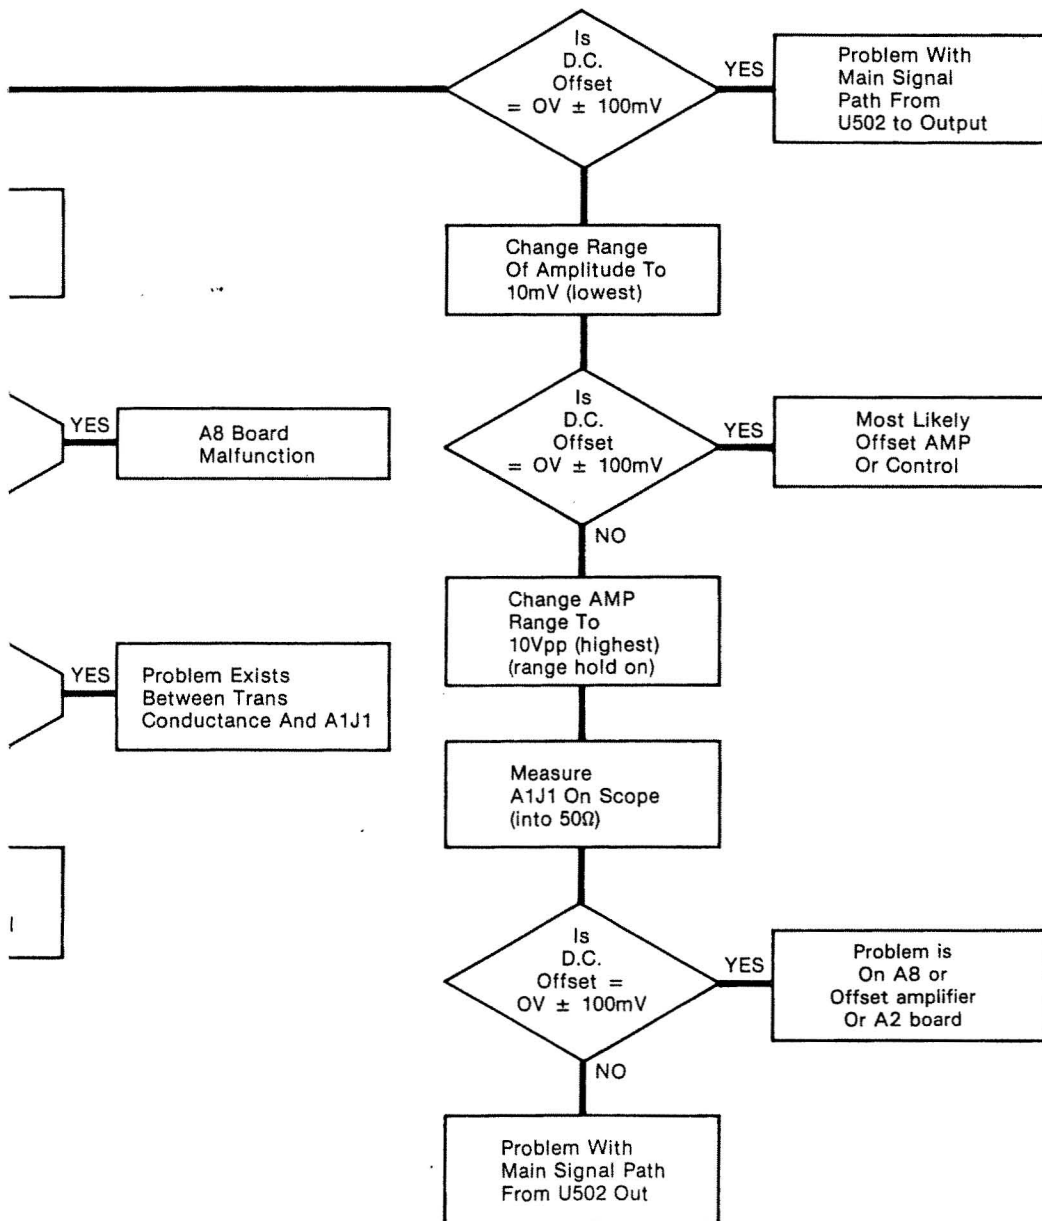 Is
D.C.
Offset
= OV ± 100mV
YES
Problem With
Main Signal
Path From
U502 to Output
Change Range
Of Amplitude To
10mV (lowest)
YES
A8 Board
Malfunction
Is
D.C.
Offset
= OV ± 100mV
YES
Most Likely
Offset AMP
Or Control
NO
Change AMP
Range To
10Vpp (highest)
(range hold on)
YES
Problem Exists
Between Trans
Conductance And A1J1
Measure
A1J1 On Scope
(into 50Ω)
Is
D.C.
Offset =
OV ± 100mV
YES
Problem is
On A8 or
Offset amplifier
Or A2 board
NO
Problem With
Main Signal Path
From U502 Out